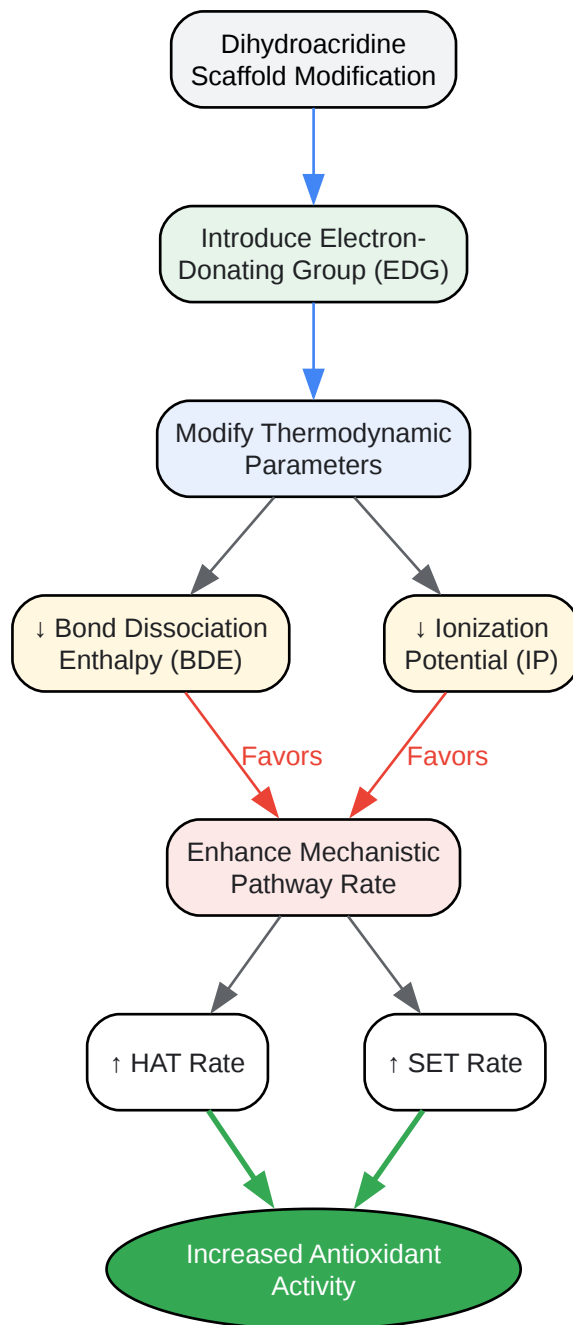 Dihydroacridine
Scaffold Modification
Introduce Electron-
Donating Group (EDG)
Modify Thermodynamic
Parameters
↓ Bond Dissociation
Enthalpy (BDE)
↓ Ionization
Potential (IP)
Favors
Favors
Enhance Mechanistic
Pathway Rate
↑ HAT Rate
↑ SET Rate
Increased Antioxidant
Activity